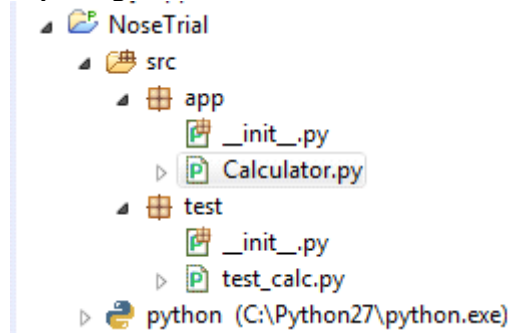 NoseTrial
src
app
__init__.py
Calculator.py
test
__init__.py
test_calc.py
python (C:\Python27\python.exe)